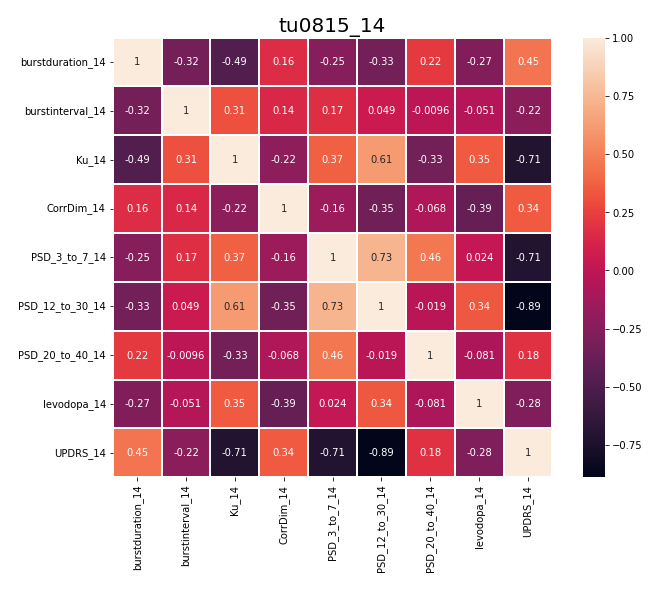 tu0815_14
burstduration_14 1 -0.32 -0.49 0.16 -0.25 -0.33 0.22 -0.27 0.45
burstinterval_14 -0.32 1 0.31 0.14 0.17 0.049 -0.0096 -0.051 -0.22
Ku_14 -0.49 0.31 1 -0.22 0.37 0.61 -0.33 0.35 -0.71
CorrDim_14 0.16 0.14 -0.22 1 -0.16 -0.35 -0.068 -0.39 0.34
PSD_3_to_7_14 -0.25 0.17 0.37 -0.16 1 0.73 0.46 0.024 -0.71
PSD_12_to_30_14 -0.33 0.049 0.61 -0.35 0.73 1 -0.019 0.34 -0.89
PSD_20_to_40_14 0.22 -0.0096 -0.33 -0.068 0.46 -0.019 1 -0.081 0.18
levodopa_14 -0.27 -0.051 0.35 -0.39 0.024 0.34 -0.081 1 -0.28
UPDRS_14 0.45 -0.22 -0.71 0.34 -0.71 -0.89 0.18 -0.28 1
burstduration_14
burstinterval_14
Ku_14
CorrDim_14
PSD_3_to_7_14
PSD_12_to_30_14
PSD_20_to_40_14
levodopa_14
UPDRS_14
1.00
0.75
0.50
0.25
0.00
-0.25
-0.50
-0.75